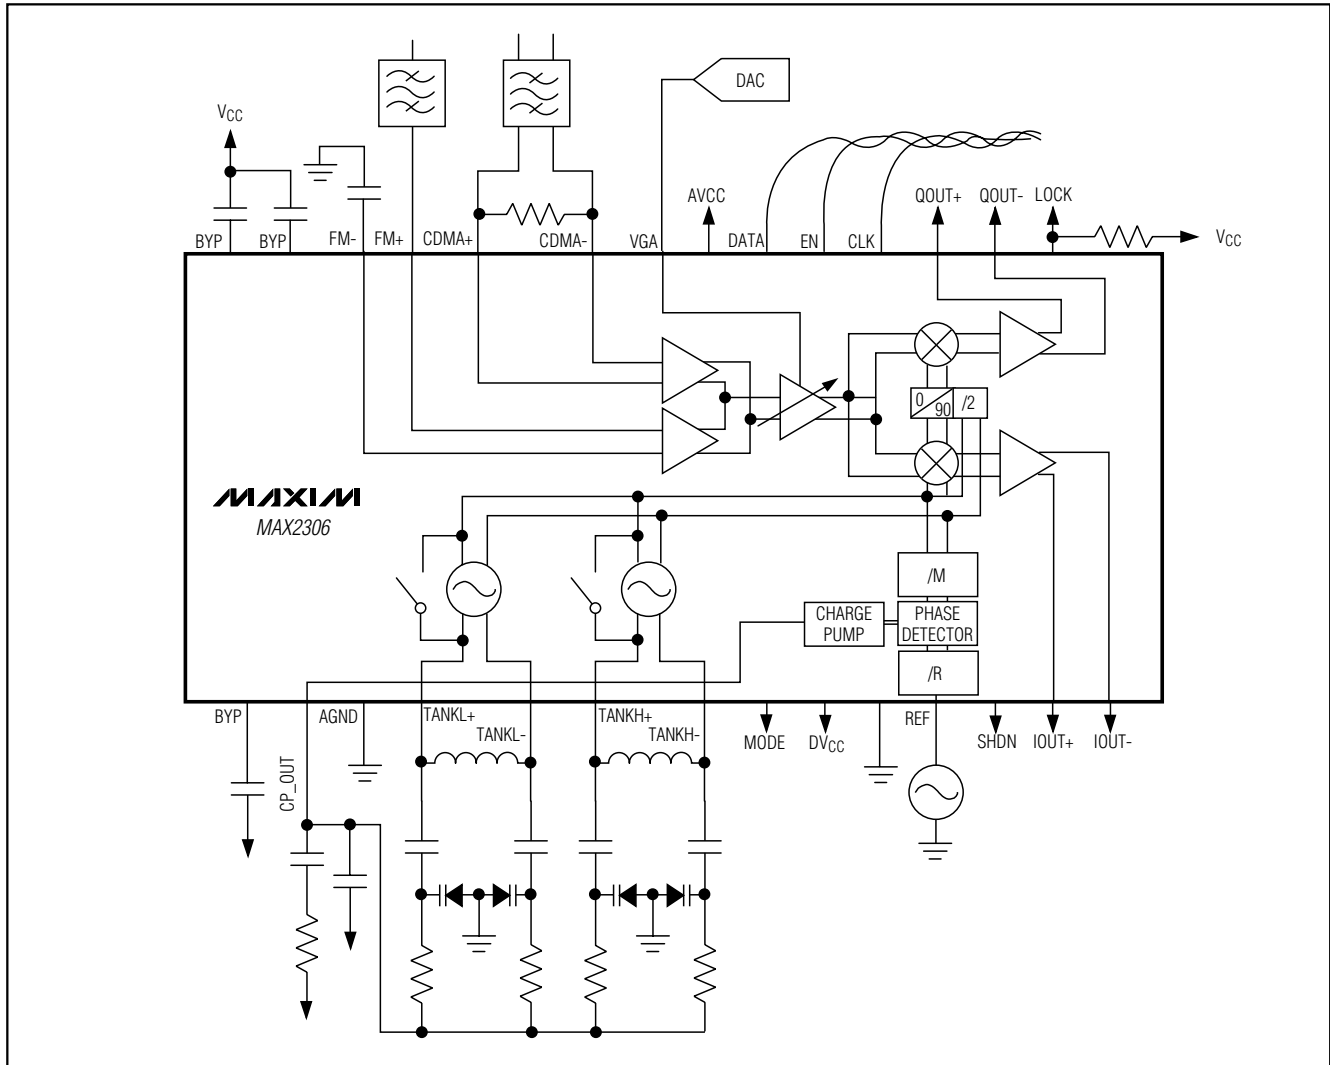 DAC
VCC
AVCC
QOUT+ QOUT- LOCK
BYP BYP FM- FM+ CDMA+ CDMA- VGA DATA EN CLK VCC
0 90 /2
MAXIM
MAX2306
/M
CHARGE PUMP
PHASE DETECTOR
/R
BYP AGND TANKL+ TANKL- TANKH+ TANKH- MODE DVCC REF SHDN IOUT+ IOUT-
CP_OUT